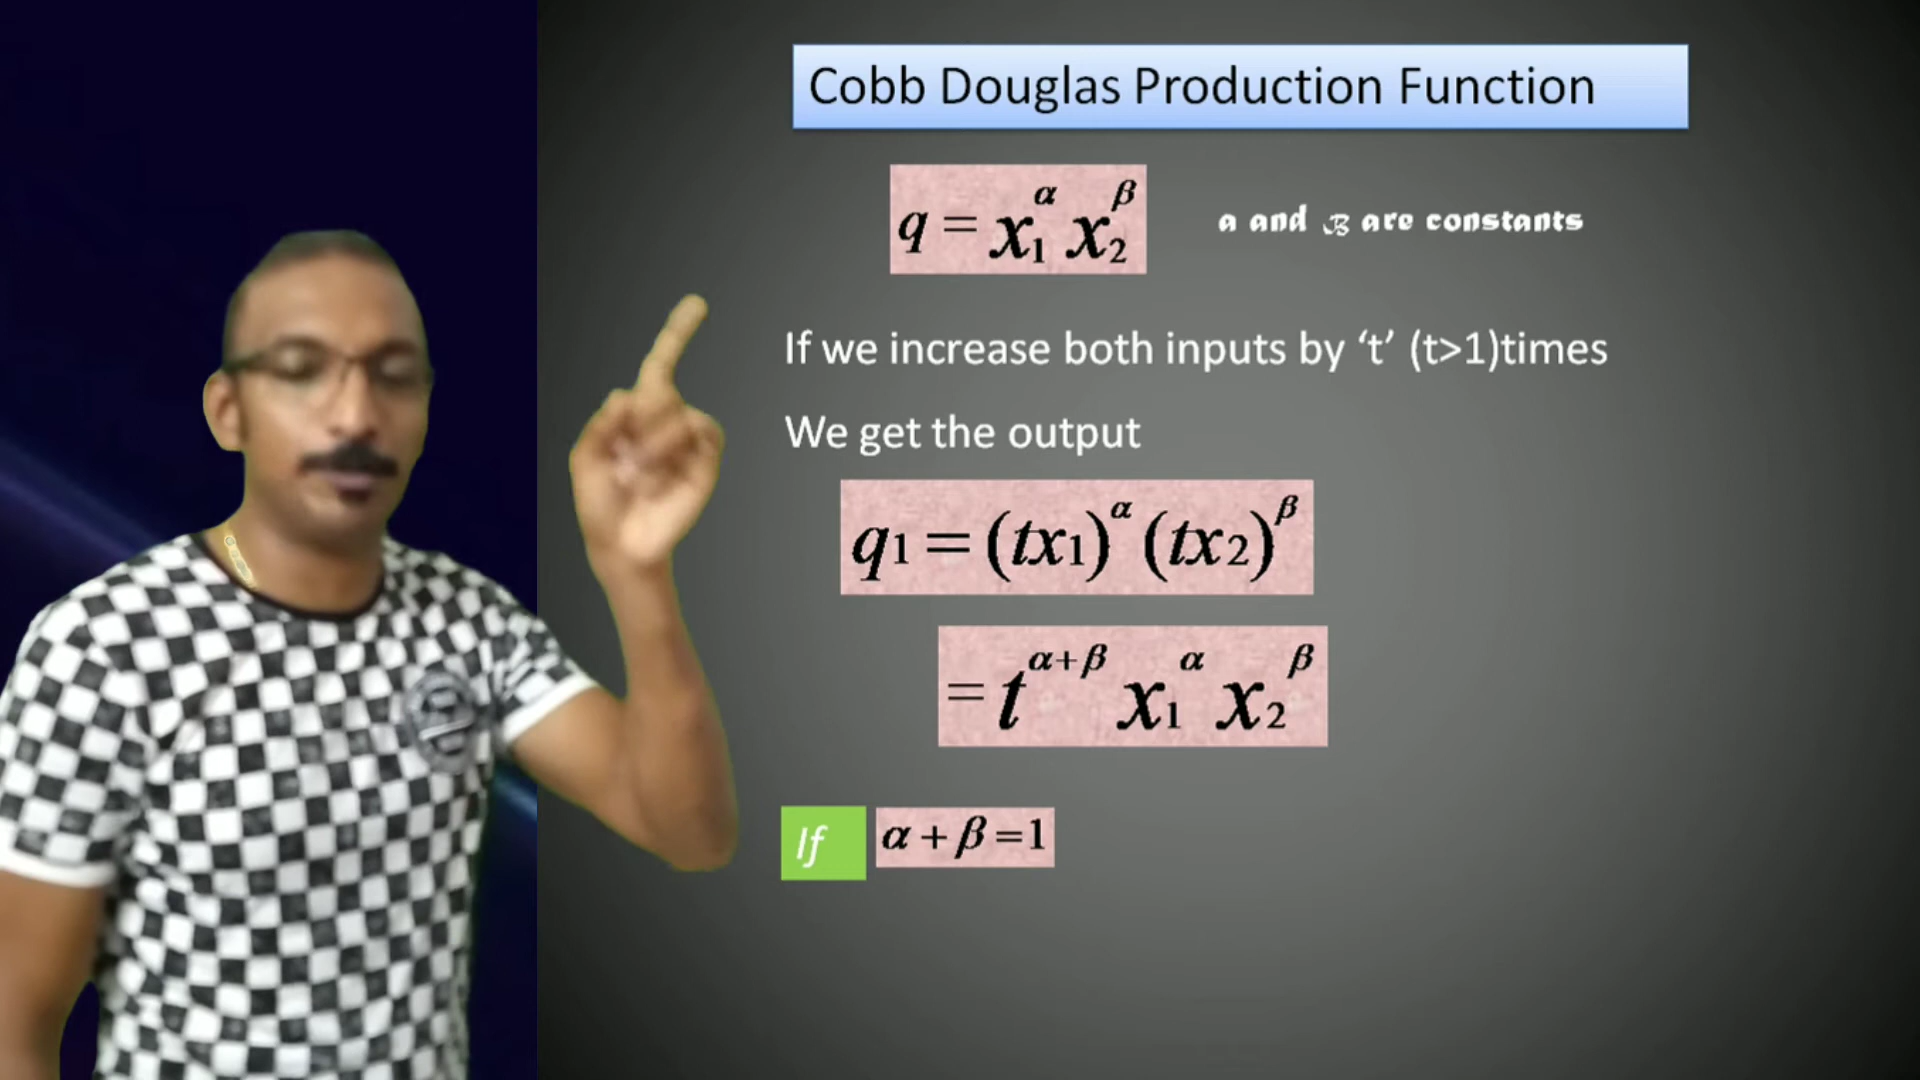 Cobb Douglas Production Function
q = x₁^α x₂^β
a and B are constants
If we increase both inputs by ‘t’ (t>1)times
We get the output
q₁ = (tx₁)^α (tx₂)^β
= t^(α+β) x₁^α x₂^β
If α + β = 1